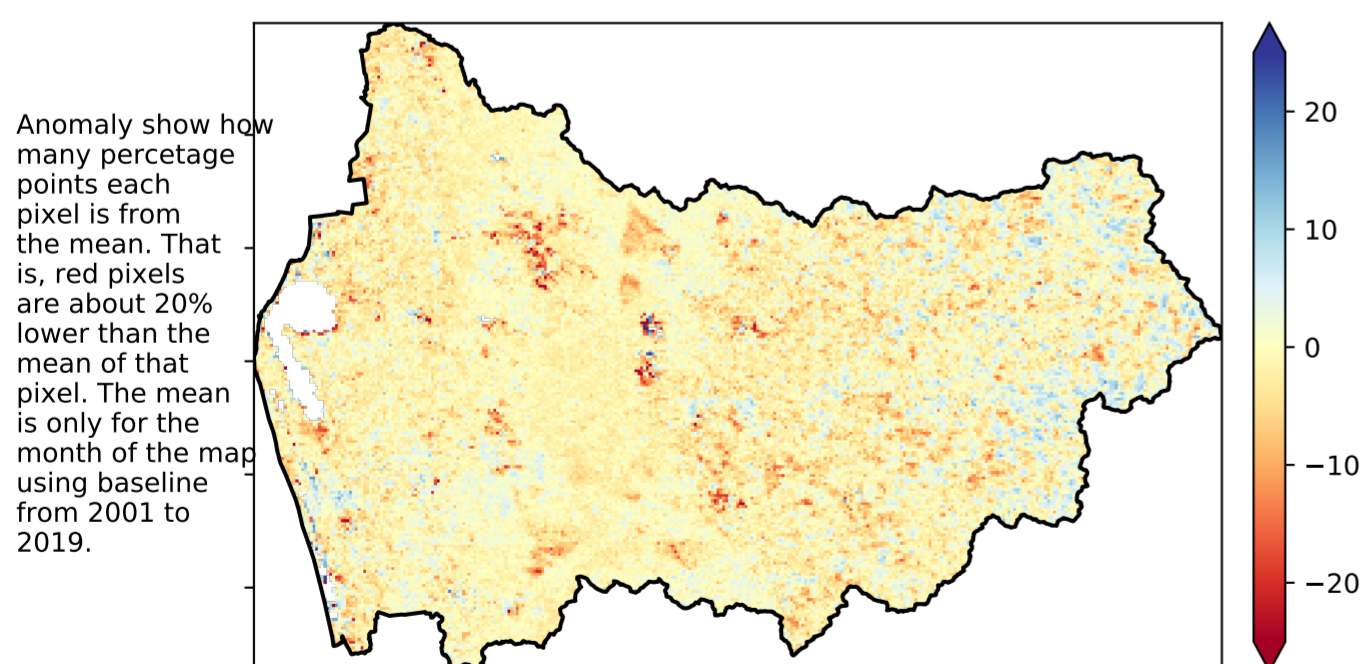 Anomaly show how
many percetage
points each
pixel is from
the mean. That
is, red pixels
are about 20%
lower than the
mean of that
pixel. The mean
is only for the
month of the map
using baseline
from 2001 to
2019.
20
10
0
−10
−20